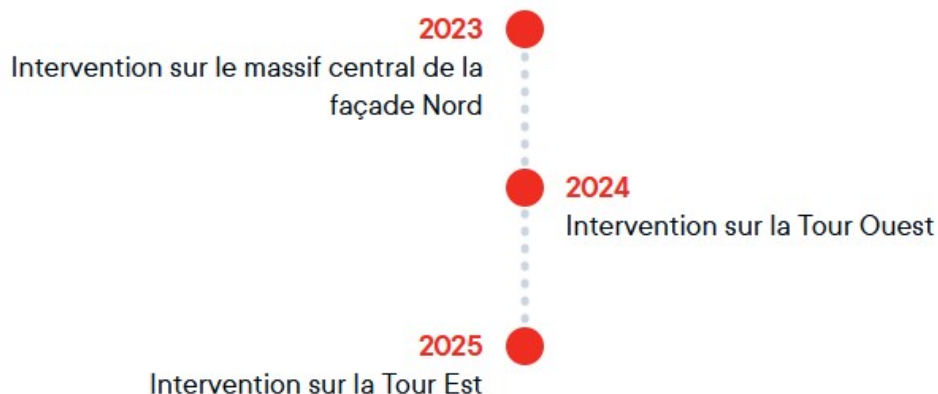 2023
Intervention sur le massif central de la
façade Nord
2024
Intervention sur la Tour Ouest
2025
Intervention sur la Tour Est